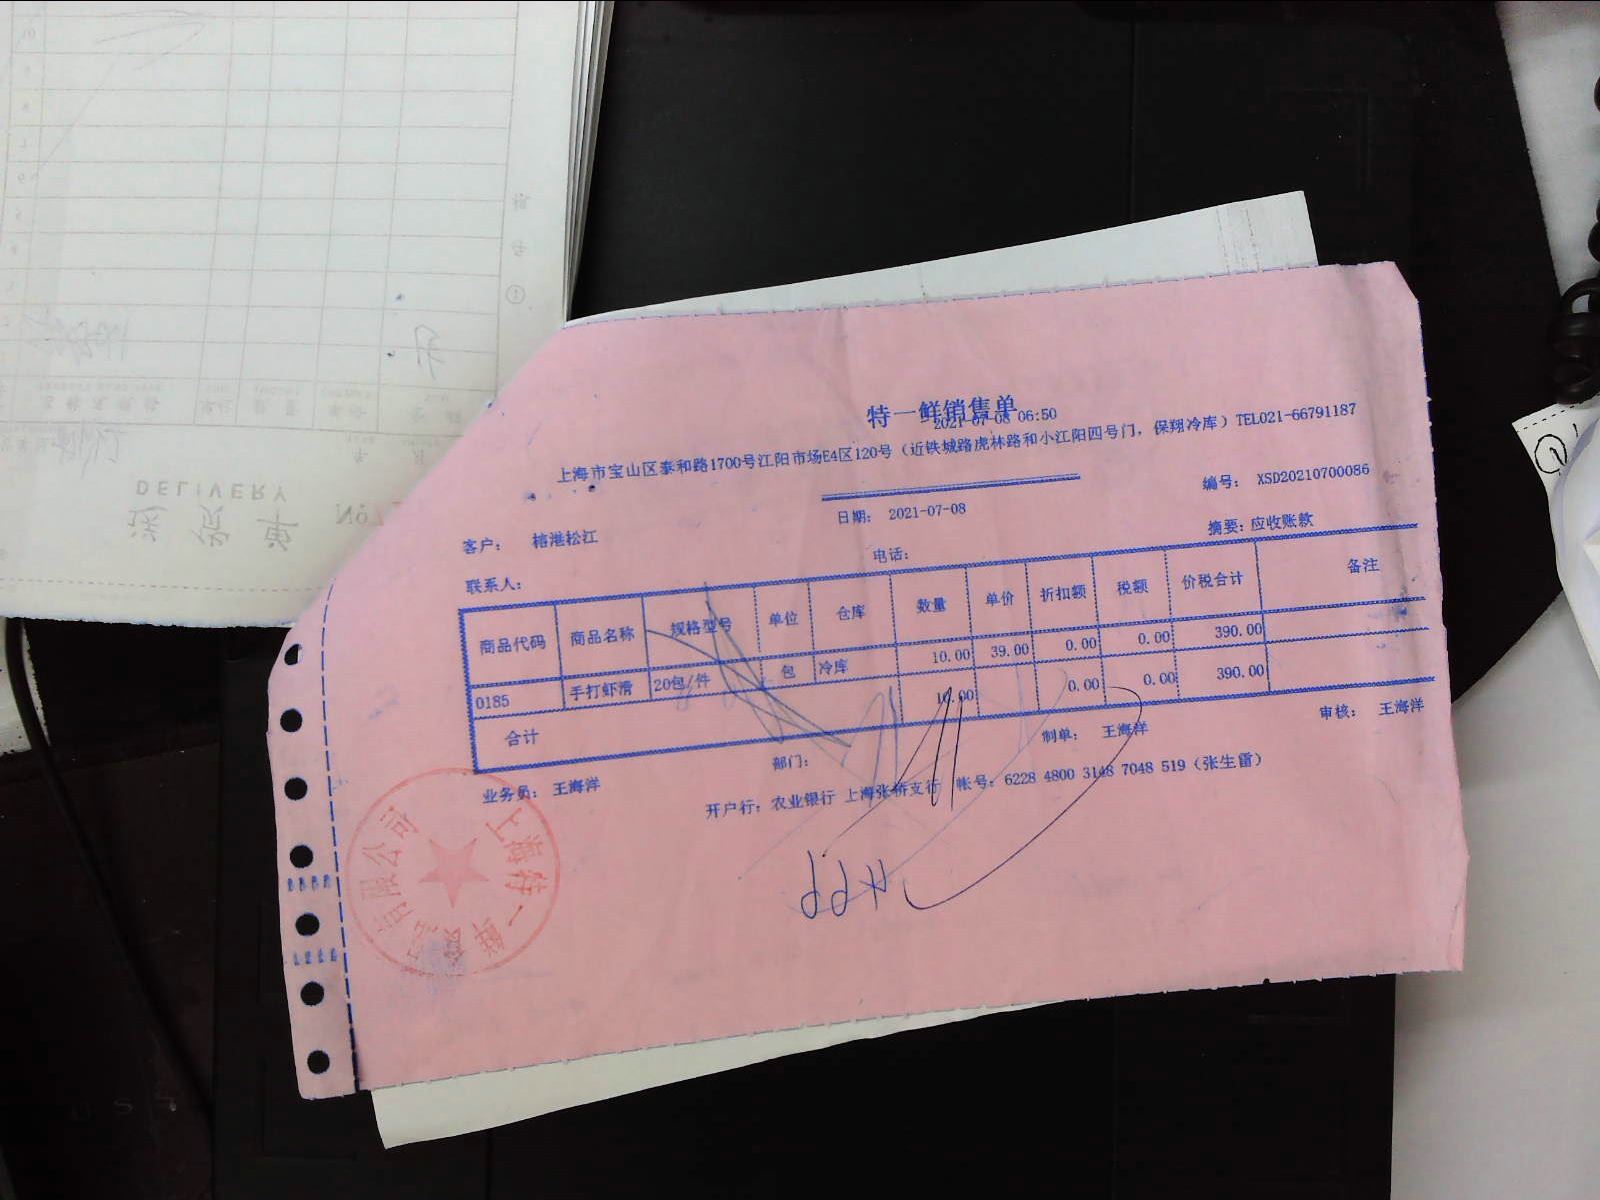 特一鲜销售单
2021-07-08 06:50
上海市宝山区泰和路1700号江阳市场E4区120号（近铁城路虎林路和小江阳四号门，保翔冷库）TEL021-66791187
日期： 2021-07-08 编号： XSD20210700086
客户： 榕港松江 电话： 摘要：应收账款
联系人：
商品代码 商品名称 规格型号 单位 仓库 数量 单价 折扣额 税额 价税合计 备注
0185 手打虾滑 20包/件 包 冷库 10.00 39.00 0.00 0.00 390.00
合计 10.00 0.00 0.00 390.00
业务员： 王海洋 部门： 制单： 王海洋 审核： 王海洋
开户行：农业银行 上海张桥支行 帐号：6228 4800 3148 7048 519（张生雷）
DELIVERY